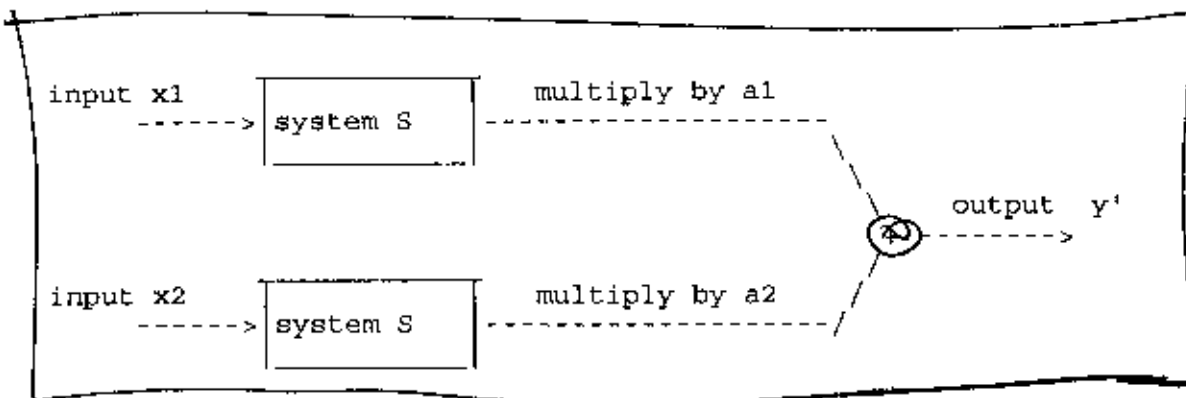 input x1
multiply by a1
system S
output y'
input x2
multiply by a2
system S